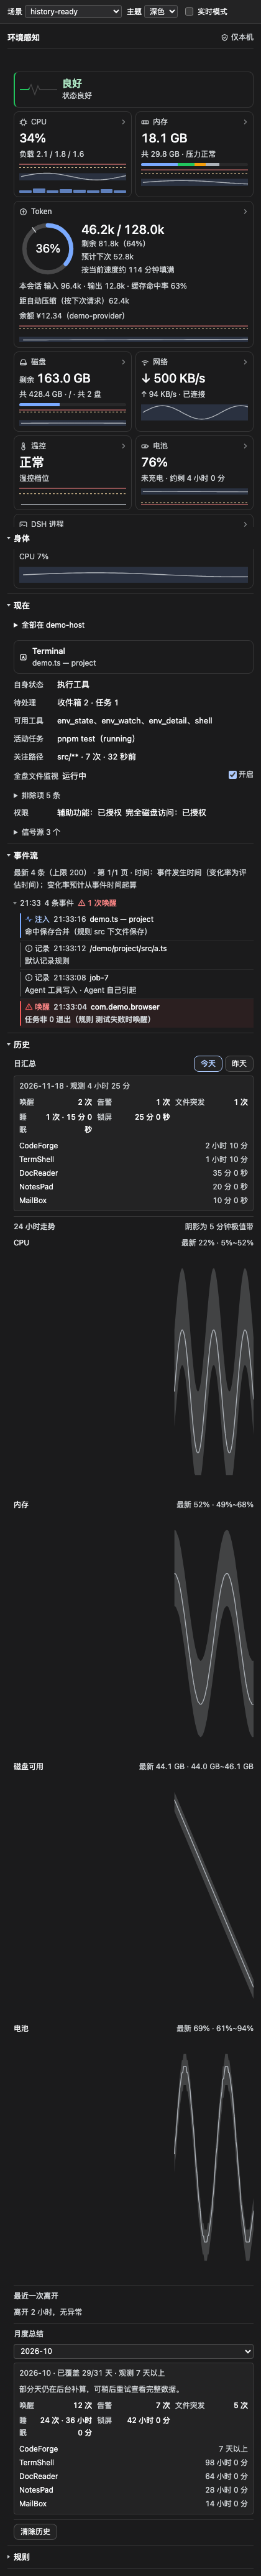 场景 history-ready 主题 深色 实时模式
环境感知 仅本机
良好
状态良好
CPU
34%
负载 2.1 / 1.8 / 1.6
内存
18.1 GB
共 29.8 GB · 压力正常
Token
36%
46.2k / 128.0k
剩余 81.8k（64%）
预计下次 52.8k
按当前速约 114 分钟填满
本会话 输入 96.4k · 输出 12.8k · 缓存命中率 63%
距自动压缩（按下次请求）62.4k
余额 ¥12.34（demo-provider）
磁盘
剩余 163.0 GB
共 428.4 GB · / · 共 2 盘
网络
↓ 500 KB/s
↑ 94 KB/s · 已连接
温控
正常
温控档位
电池
76%
未充电 · 约剩 4 小时 0 分
DSH 进程
身体
CPU 7%
现在
全部在 demo-host
Terminal
demo.ts — project
自身状态 执行工具
待处理 收件箱 2 · 任务 1
可用工具 env_state、env_watch、env_detail、shell
活动任务 pnpm test（running）
关注路径 src/** · 7 次 · 32 秒前
全盘文件监视 运行中 开启
排除项 5 条
权限 辅助功能：已授权 完全磁盘访问：已授权
信号源 3 个
事件流
最新 4 条（上限 200） · 第 1/1 页 · 时间：事件发生时间（变化率为评
估时间）；变化率预计从事件时间起算
21:33 4 条事件 1 次唤醒
注入 21:33:16 demo.ts — project
命中保存合并（规则 src 下文件保存）
记录 21:33:12 /demo/project/src/a.ts
默认记录规则
记录 21:33:08 job-7
Agent 工具写入 · Agent 自己引起
唤醒 21:33:04 com.demo.browser
任务非 0 退出（规则 测试失败时唤醒）
历史
日汇总 今天 昨天
2026-11-18 · 观测 4 小时 25 分
唤醒 2 次 告警 1 次 文件突发 1 次
睡眠 1 次 · 15 分 0 秒 锁屏 25 分 0 秒
CodeForge 2 小时 10 分
TermShell 1 小时 10 分
DocReader 35 分 0 秒
NotesPad 20 分 0 秒
MailBox 10 分 0 秒
24 小时走势 阴影为 5 分钟极值带
CPU 最新 22% · 5%~52%
内存 最新 52% · 49%~68%
磁盘可用 最新 44.1 GB · 44.0 GB~46.1 GB
电池 最新 69% · 61%~94%
最近一次离开
离开 2 小时，无异常
月度总结
2026-10
2026-10 · 已覆盖 29/31 天 · 观测 7 天以上
部分天仍在后台补算，可稍后重试查看完整数据。
唤醒 12 次 告警 7 次 文件突发 5 次
睡眠 24 次 · 36 小时 0 分 锁屏 42 小时 0 分
CodeForge 7 天以上
TermShell 98 小时 0 分
DocReader 64 小时 0 分
NotesPad 28 小时 0 分
MailBox 14 小时 0 分
清除历史
规则